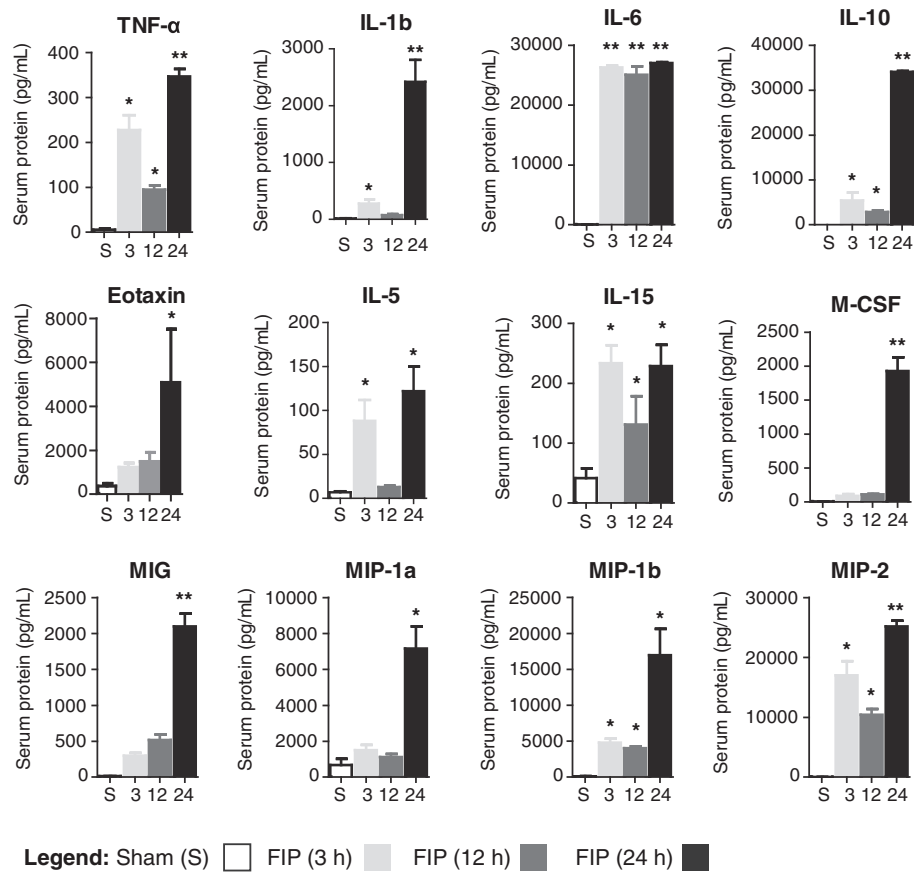 TNF-α
Serum protein (pg/mL)
400
300
200
100
0
*
*
**
S 3 12 24
IL-1b
Serum protein (pg/mL)
3000
2000
1000
0
*
**
S 3 12 24
IL-6
Serum protein (pg/mL)
30000
20000
10000
0
** ** **
S 3 12 24
IL-10
Serum protein (pg/mL)
40000
30000
20000
10000
0
*
*
**
S 3 12 24
Eotaxin
Serum protein (pg/mL)
8000
6000
4000
2000
0
*
S 3 12 24
IL-5
Serum protein (pg/mL)
200
150
100
50
0
*
*
S 3 12 24
IL-15
Serum protein (pg/mL)
300
200
100
0
*
*
*
S 3 12 24
M-CSF
Serum protein (pg/mL)
2500
2000
1500
1000
500
0
**
S 3 12 24
MIG
Serum protein (pg/mL)
2500
2000
1500
1000
500
0
**
S 3 12 24
MIP-1a
Serum protein (pg/mL)
10000
8000
6000
4000
2000
0
*
S 3 12 24
MIP-1b
Serum protein (pg/mL)
25000
20000
15000
10000
5000
0
*
*
*
S 3 12 24
MIP-2
Serum protein (pg/mL)
30000
20000
10000
0
*
*
**
S 3 12 24
Legend: Sham (S) FIP (3 h) FIP (12 h) FIP (24 h)